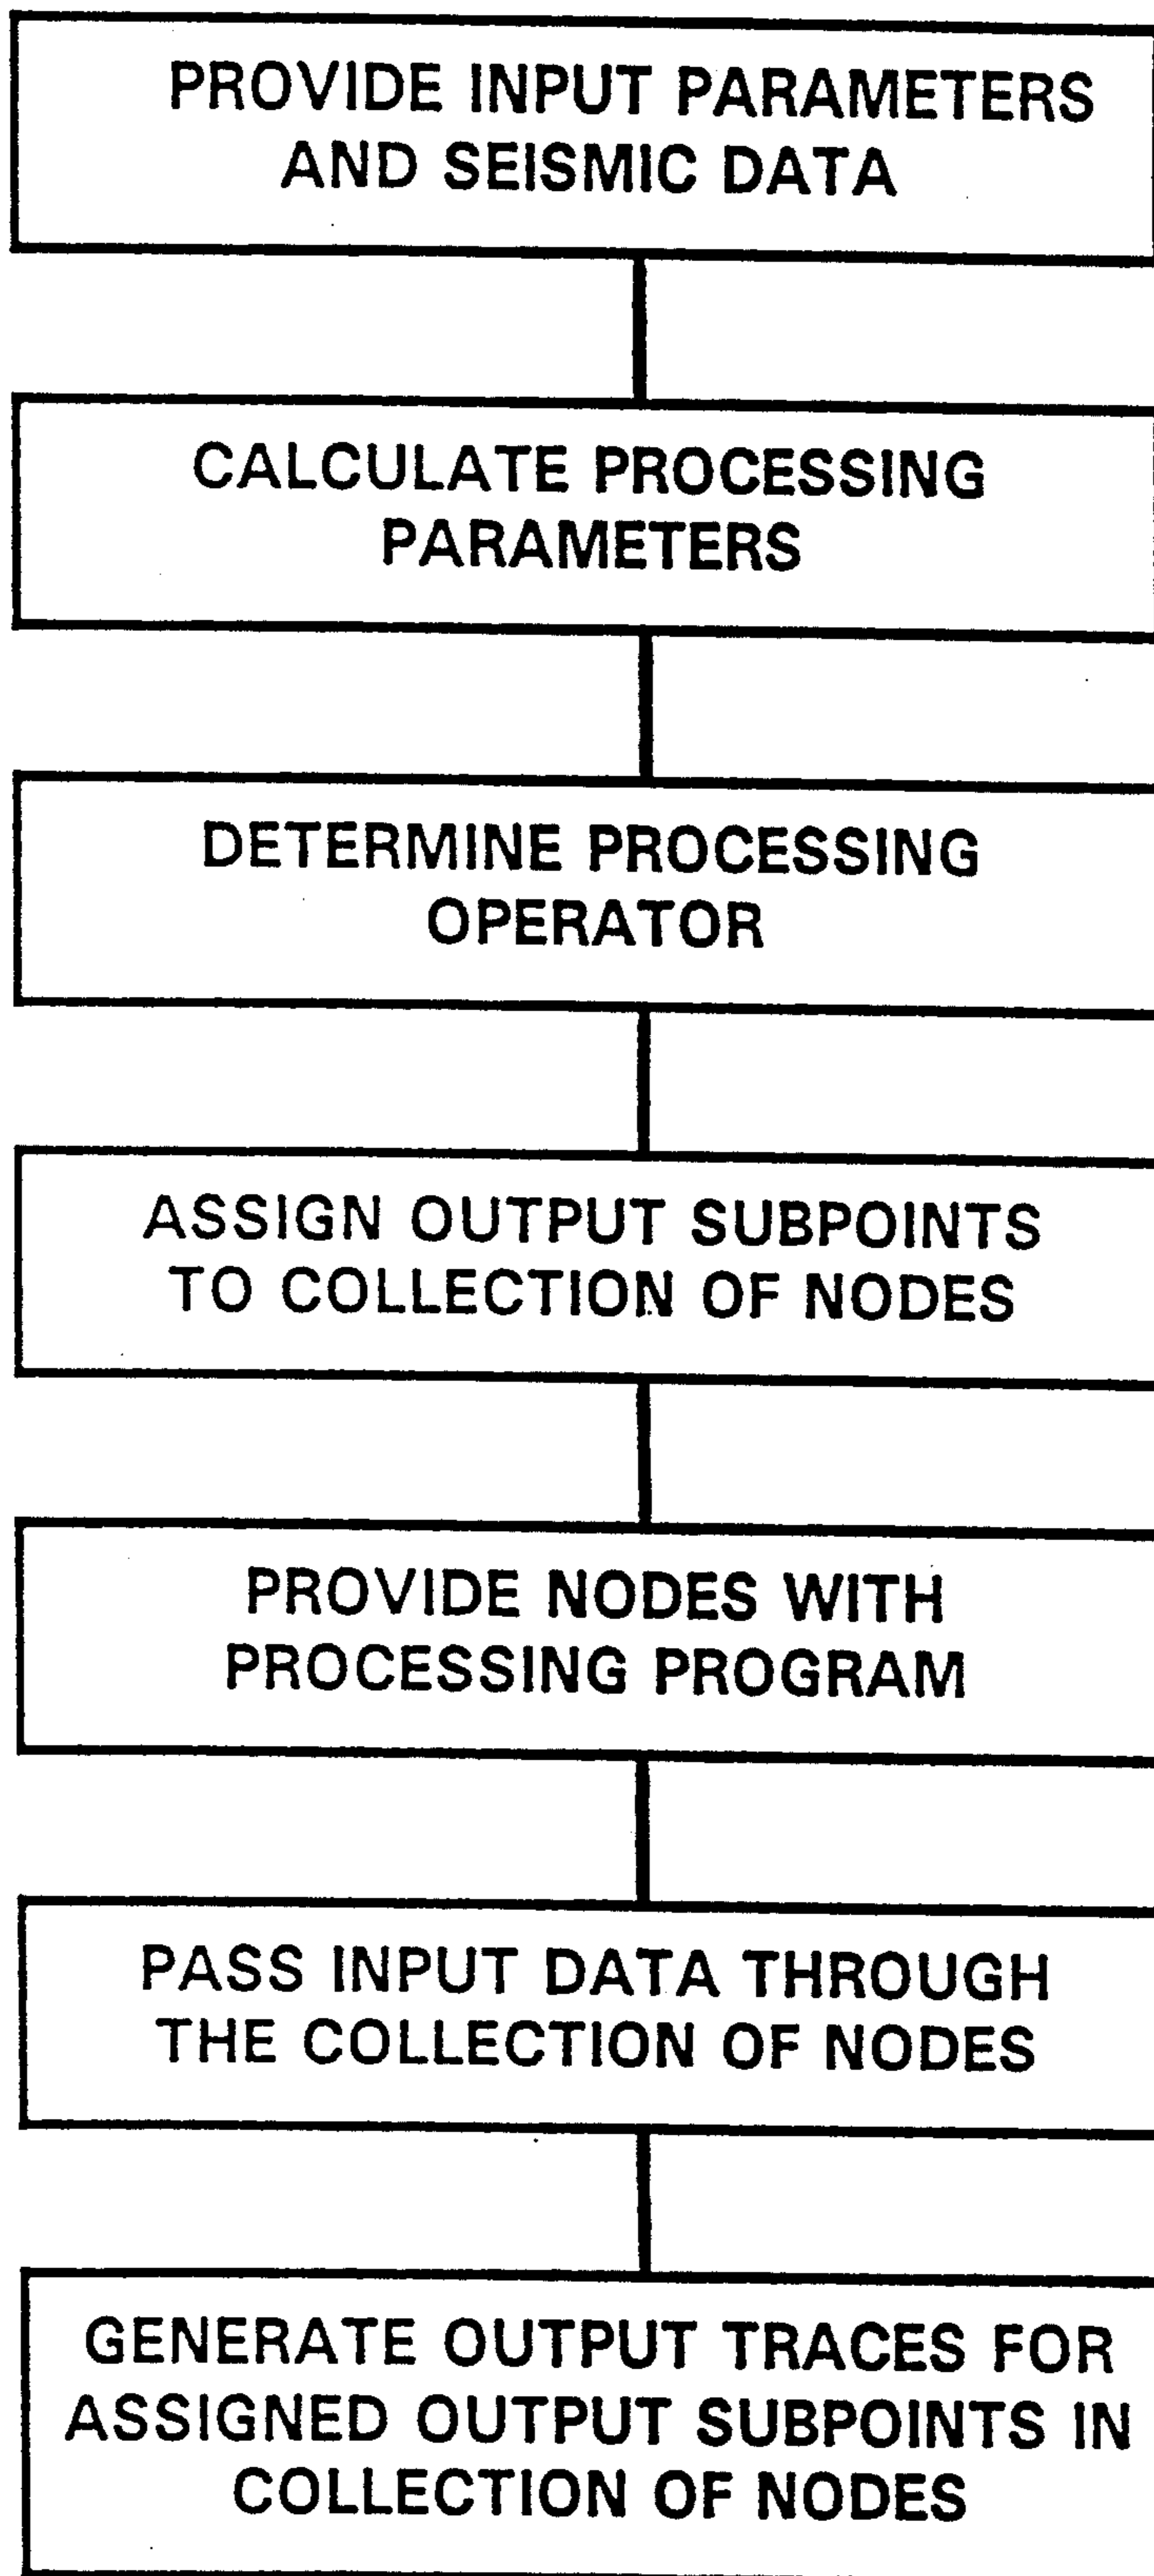 PROVIDE INPUT PARAMETERS
AND SEISMIC DATA
CALCULATE PROCESSING
PARAMETERS
DETERMINE PROCESSING
OPERATOR
ASSIGN OUTPUT SUBPOINTS
TO COLLECTION OF NODES
PROVIDE NODES WITH
PROCESSING PROGRAM
PASS INPUT DATA THROUGH
THE COLLECTION OF NODES
GENERATE OUTPUT TRACES FOR
ASSIGNED OUTPUT SUBPOINTS IN
COLLECTION OF NODES